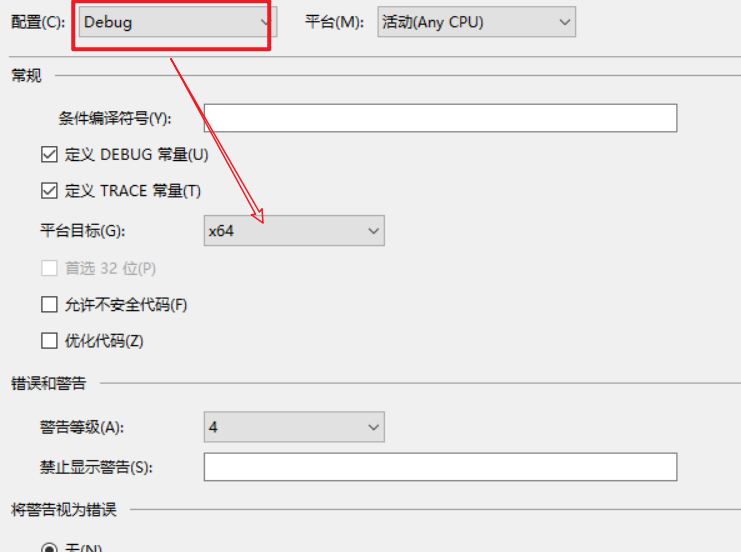 配置(C): Debug 平台(M): 活动(Any CPU)
常规
条件编译符号(Y):
定义 DEBUG 常量(U)
定义 TRACE 常量(T)
平台目标(G): x64
首选 32 位(P)
允许不安全代码(F)
优化代码(Z)
错误和警告
警告等级(A): 4
禁止显示警告(S):
将警告视为错误
无(N)